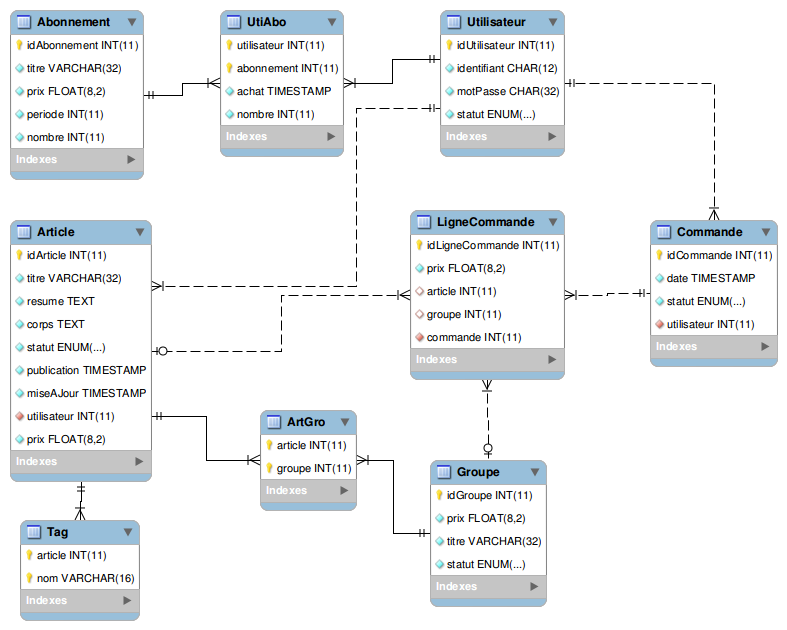 Abonnement
idAbonnement INT(11)
titre VARCHAR(32)
prix FLOAT(8,2)
periode INT(11)
nombre INT(11)
Indexes
UtiAbo
utilisateur INT(11)
abonnement INT(11)
achat TIMESTAMP
nombre INT(11)
Indexes
Utilisateur
idUtilisateur INT(11)
identifiant CHAR(12)
motPasse CHAR(32)
statut ENUM(...)
Indexes
Article
idArticle INT(11)
titre VARCHAR(32)
resume TEXT
corps TEXT
statut ENUM(...)
publication TIMESTAMP
miseAJour TIMESTAMP
utilisateur INT(11)
prix FLOAT(8,2)
Indexes
LigneCommande
idLigneCommande INT(11)
prix FLOAT(8,2)
article INT(11)
groupe INT(11)
commande INT(11)
Indexes
Commande
idCommande INT(11)
date TIMESTAMP
statut ENUM(...)
utilisateur INT(11)
Indexes
ArtGro
article INT(11)
groupe INT(11)
Indexes
Groupe
idGroupe INT(11)
prix FLOAT(8,2)
titre VARCHAR(32)
statut ENUM(...)
Indexes
Tag
article INT(11)
nom VARCHAR(16)
Indexes